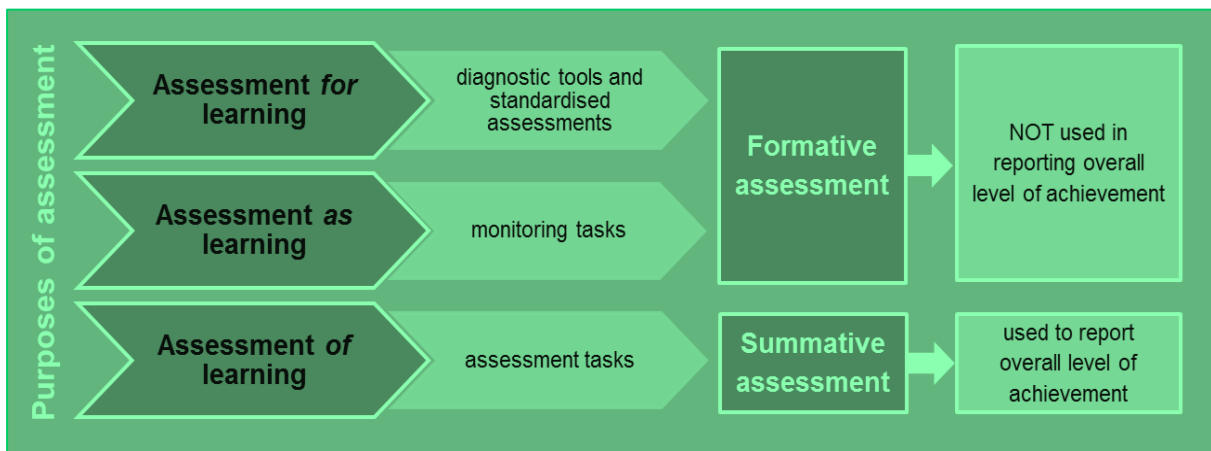 Purposes of assessment
Assessment for
learning
diagnostic tools and
standardised
assessments
Assessment as
learning
monitoring tasks
Formative
assessment
NOT used in
reporting overall
level of achievement
Assessment of
learning
assessment tasks
Summative
assessment
used to report
overall level of
achievement